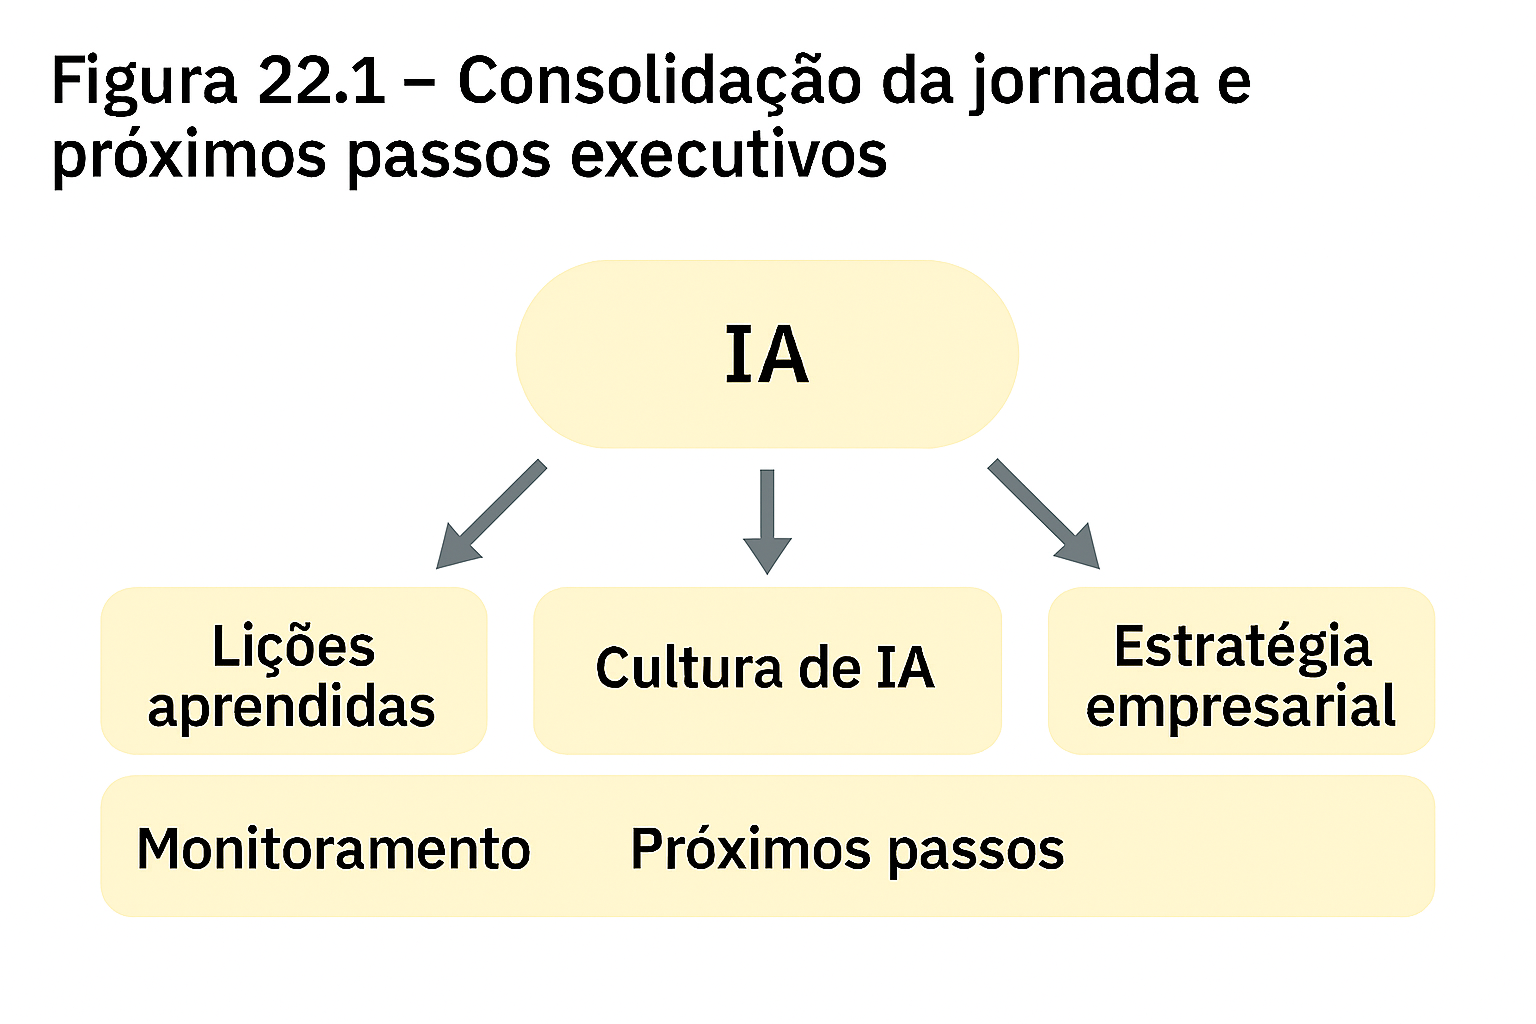 Figura 22.1 – Consolidação da jornada e
próximos passos executivos
IA
Lições
aprendidas
Cultura de IA
Estratégia
empresarial
Monitoramento
Próximos passos